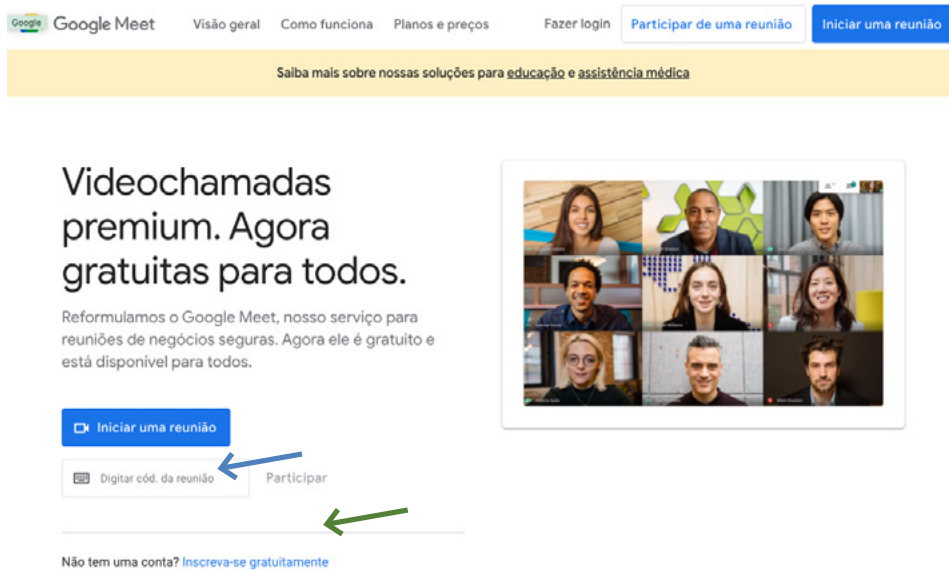 Google Google Meet Visão geral Como funciona Planos e preços Fazer login Participar de uma reunião Iniciar uma reunião
Saiba mais sobre nossas soluções para educação e assistência médica
Videochamadas
premium. Agora
gratuitas para todos.
Reformulamos o Google Meet, nosso serviço para
reuniões de negócios seguras. Agora ele é gratuito e
está disponível para todos.
Iniciar uma reunião
Digitar cód. da reunião Participar
Não tem uma conta? Inscreva-se gratuitamente